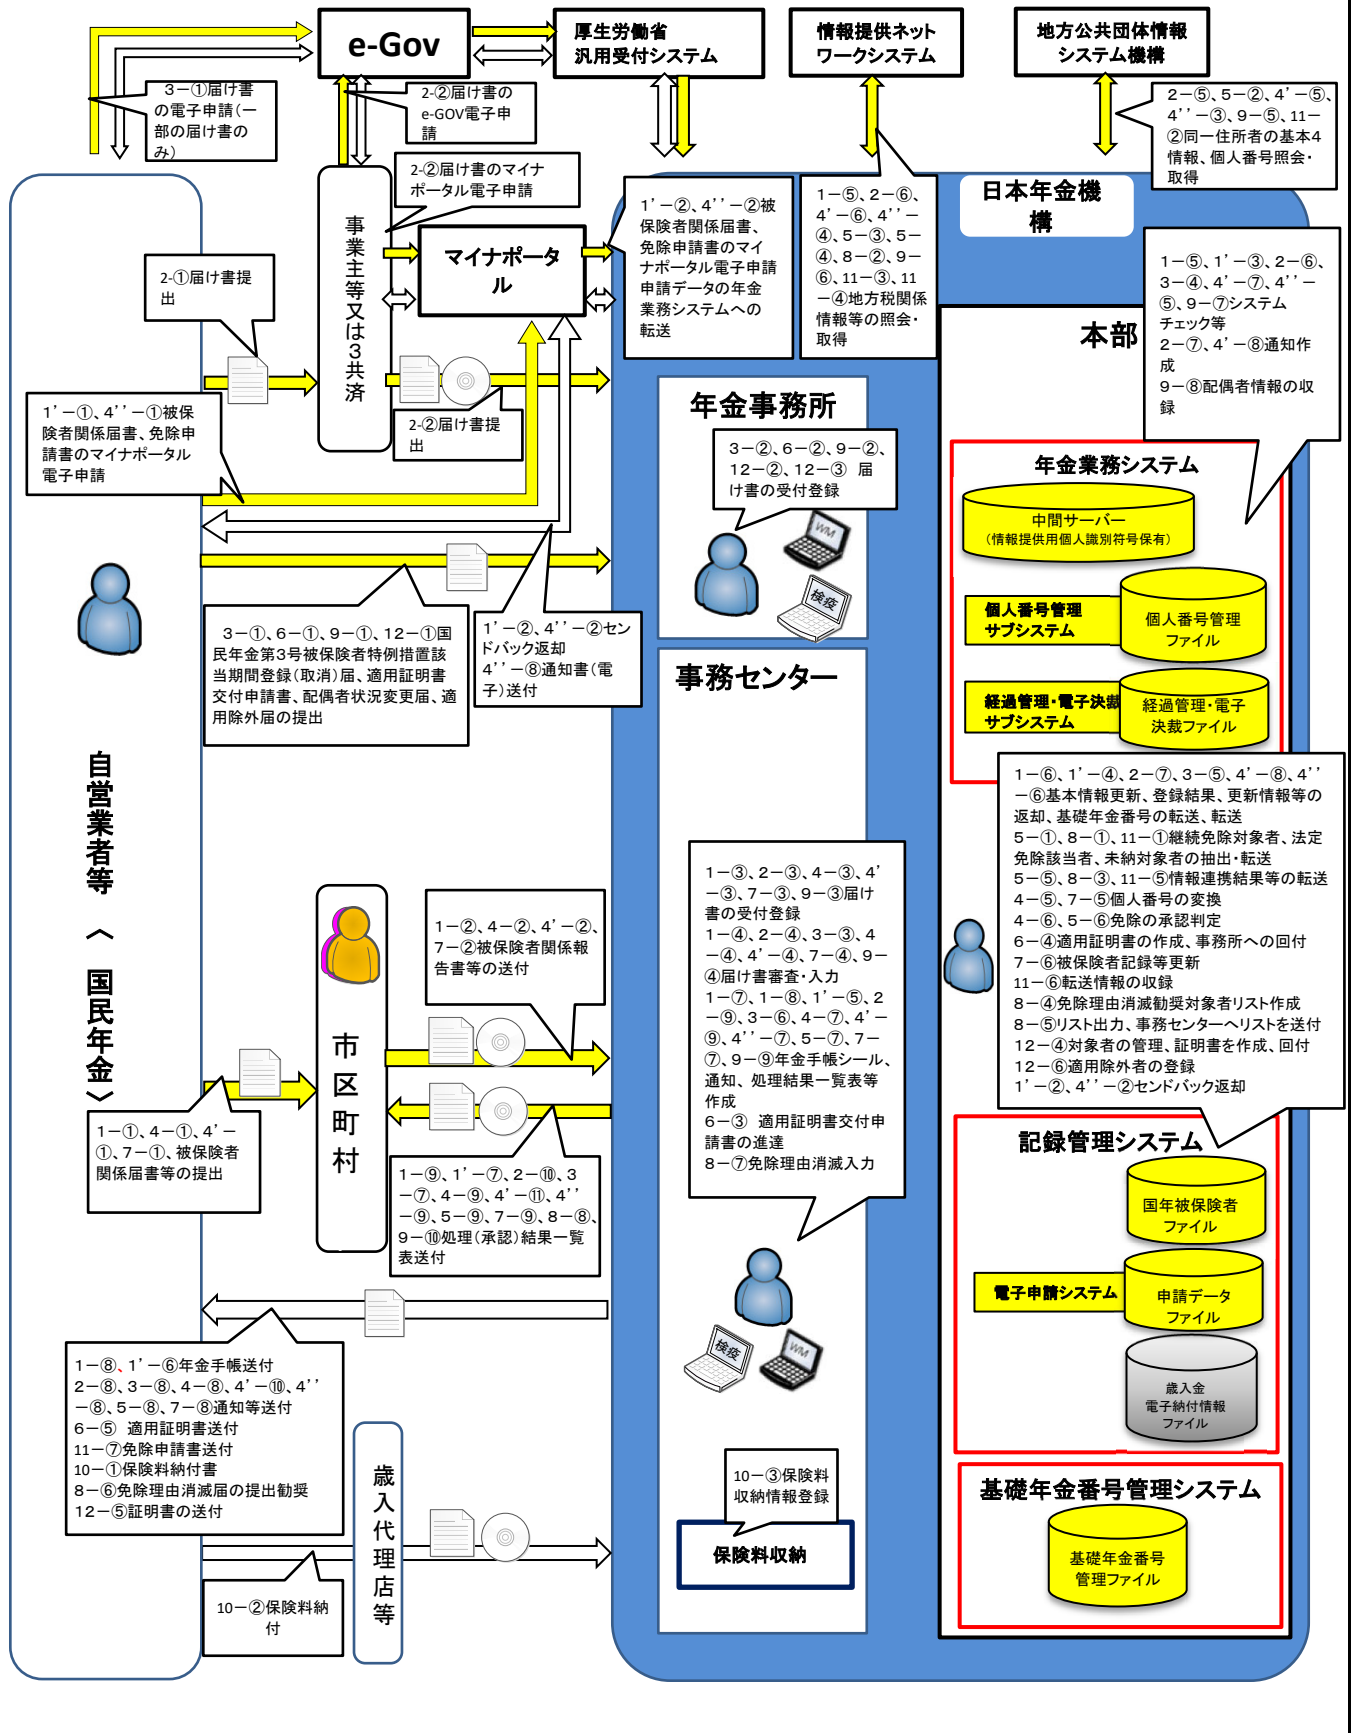 e-Gov
厚生労働省
汎用受付システム
情報提供ネット
ワークシステム
地方公共団体情報
システム機構
3－①届け書
の電子申請（一
部の届け書の
み）
2-②届け書の
e-GOV電子申
請
2－⑤、5－②、4’－⑤、
4’’－③、9－⑤、11－
②同一住所者の基本4
情報、個人番号照会・
取得
2-②届け書のマイナ
ポータル電子申請
1’－②、4’’－②被
保険者関係届書、
免除申請書のマイ
ナポータル電子申請
申請データの年金
業務システムへの
転送
1－⑤、2－⑥、
4’－⑥、4’’－
④、5－③、5－
④、8－②、9－
⑥、11－③、11
－④地方税関係
情報等の照会・
取得
日本年金機
構
1－⑤、1’－③、2－⑥、
3－④、4’－⑦、4’’－
⑤、9－⑦システム
チェック等
2－⑦、4’－⑧通知作
成
9－⑧配偶者情報の収
録
事業主等又は3共済
マイナポータ
ル
2-①届け書提
出
2-②届け書提
出
1’－①、4’’－①被保
険者関係届書、免除申
請書のマイナポータル
電子申請
本部
年金事務所
3－②、6－②、9－②、
12－②、12－③　届
け書の受付登録
WM
検疫
年金業務システム
中間サーバー
（情報提供用個人識別符号保有）
個人番号管理
サブシステム
個人番号管理
ファイル
経過管理・電子決裁
サブシステム
経過管理・電子
決裁ファイル
3－①、6－①、9－①、12－①国
民年金第3号被保険者特例措置該
当期間登録（取消）届、適用証明書
交付申請書、配偶者状況変更届、適
用除外届の提出
1’－②、4’’－②セン
ドバック返却
4’’－⑧通知書（電
子）送付
事務センター
自営業者等〈国民年金〉
1－⑥、1’－④、2－⑦、3－⑤、4’－⑧、4’’
－⑥基本情報更新、登録結果、更新情報等の
返却、基礎年金番号の転送、転送
5－①、8－①、11－①継続免除対象者、法定
免除該当者、未納対象者の抽出・転送
5－⑤、8－③、11－⑤情報連携結果等の転送
4－⑤、7－⑤個人番号の変換
4－⑥、5－⑥免除の承認判定
6－④適用証明書の作成、事務所への回付
7－⑥被保険者記録等更新
11－⑥転送情報の収録
8－④免除理由消滅勧奨対象者リスト作成
8－⑤リスト出力、事務センターへリストを送付
12－④対象者の管理、証明書を作成、回付
12－⑥適用除外者の登録
1’－②、4’’－②センドバック返却
1－③、2－③、4－③、4’
－③、7－③、9－③届け
書の受付登録
1－④、2－④、3－③、4
－④、4’－④、7－④、9－
④届け書審査・入力
1－⑦、1－⑧、1’－⑤、2
－⑨、3－⑥、4－⑦、4’－
⑨、4’’－⑦、5－⑦、7－
⑦、9－⑨年金手帳シール、
通知、処理結果一覧表等
作成
6－③　適用証明書交付申
請書の進達
8－⑦免除理由消滅入力
1－②、4－②、4’－②、
7－②被保険者関係報
告書等の送付
市区町村
1－①、4－①、4’－
①、7－①、被保険者
関係届書等の提出
1－⑨、1’－⑦、2－⑩、3
－⑦、4－⑨、4’－⑪、4’’
－⑨、5－⑨、7－⑨、8－⑧、
9－⑩処理（承認）結果一覧
表送付
記録管理システム
国年被保険者
ファイル
電子申請システム
申請データ
ファイル
歳入金
電子納付情報
ファイル
検疫
WM
1－⑧、1’－⑥年金手帳送付
2－⑧、3－⑧、4－⑧、4’－⑩、4’’
－⑧、5－⑧、7－⑧通知等送付
6－⑤　適用証明書送付
11－⑦免除申請書送付
10－①保険料納付書
8－⑥免除理由消滅届の提出勧奨
12－⑤証明書の送付
歳入代理店等
10－③保険料
収納情報登録
保険料収納
基礎年金番号管理システム
基礎年金番号
管理ファイル
10－②保険料納
付